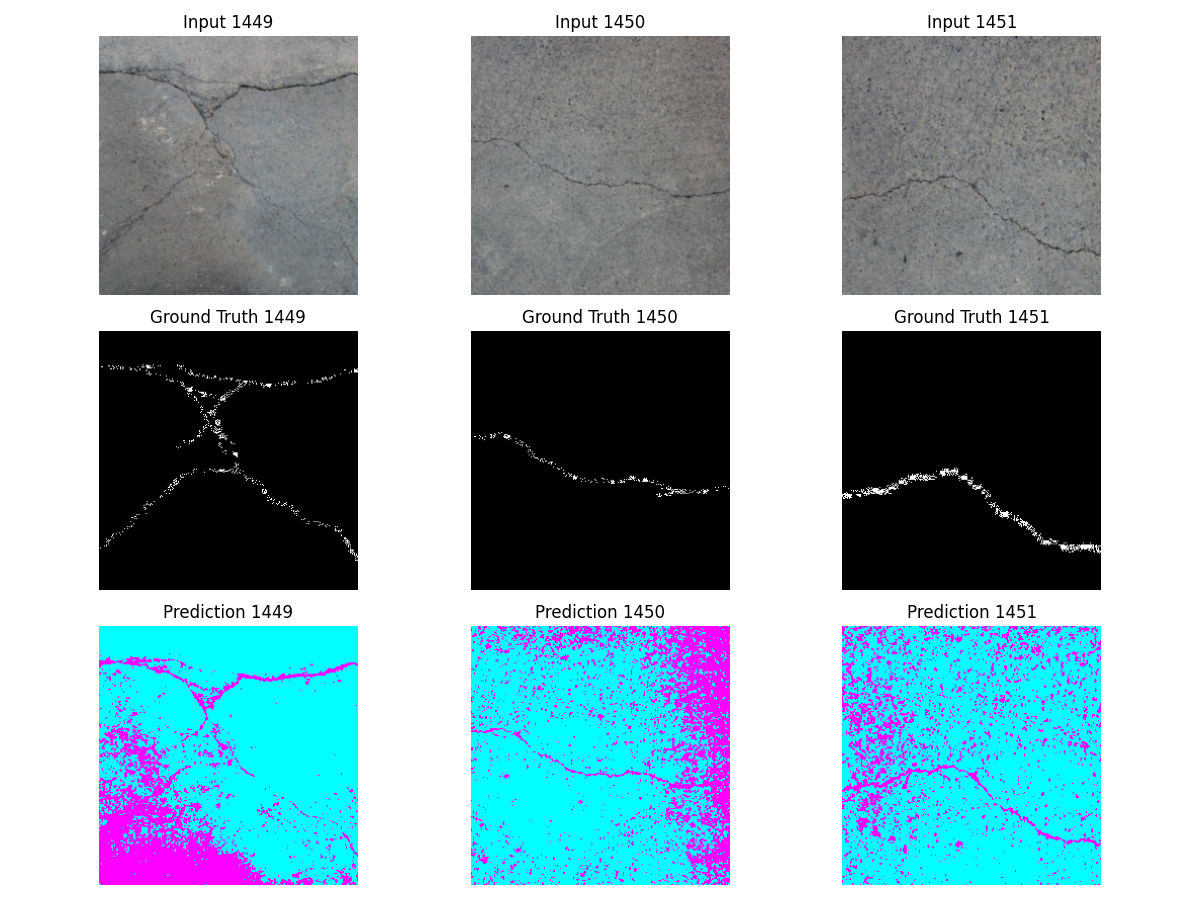 Input 1449
Input 1450
Input 1451
Ground Truth 1449
Ground Truth 1450
Ground Truth 1451
Prediction 1449
Prediction 1450
Prediction 1451